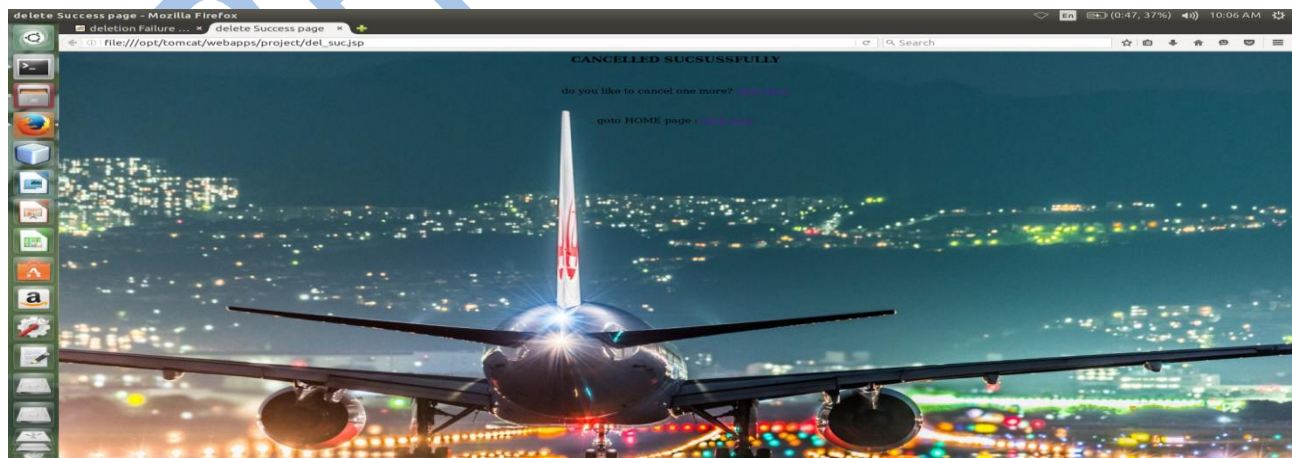 delete Success page - Mozilla Firefox
En (0:47, 37%) 10:06 AM
deletion Failure ... × delete Success page ×
file:///opt/tomcat/webapps/project/del_suc.jsp
Search
CANCELLED SUCSUSSFULLY
do you like to cancel one more?
goto HOME page :
a